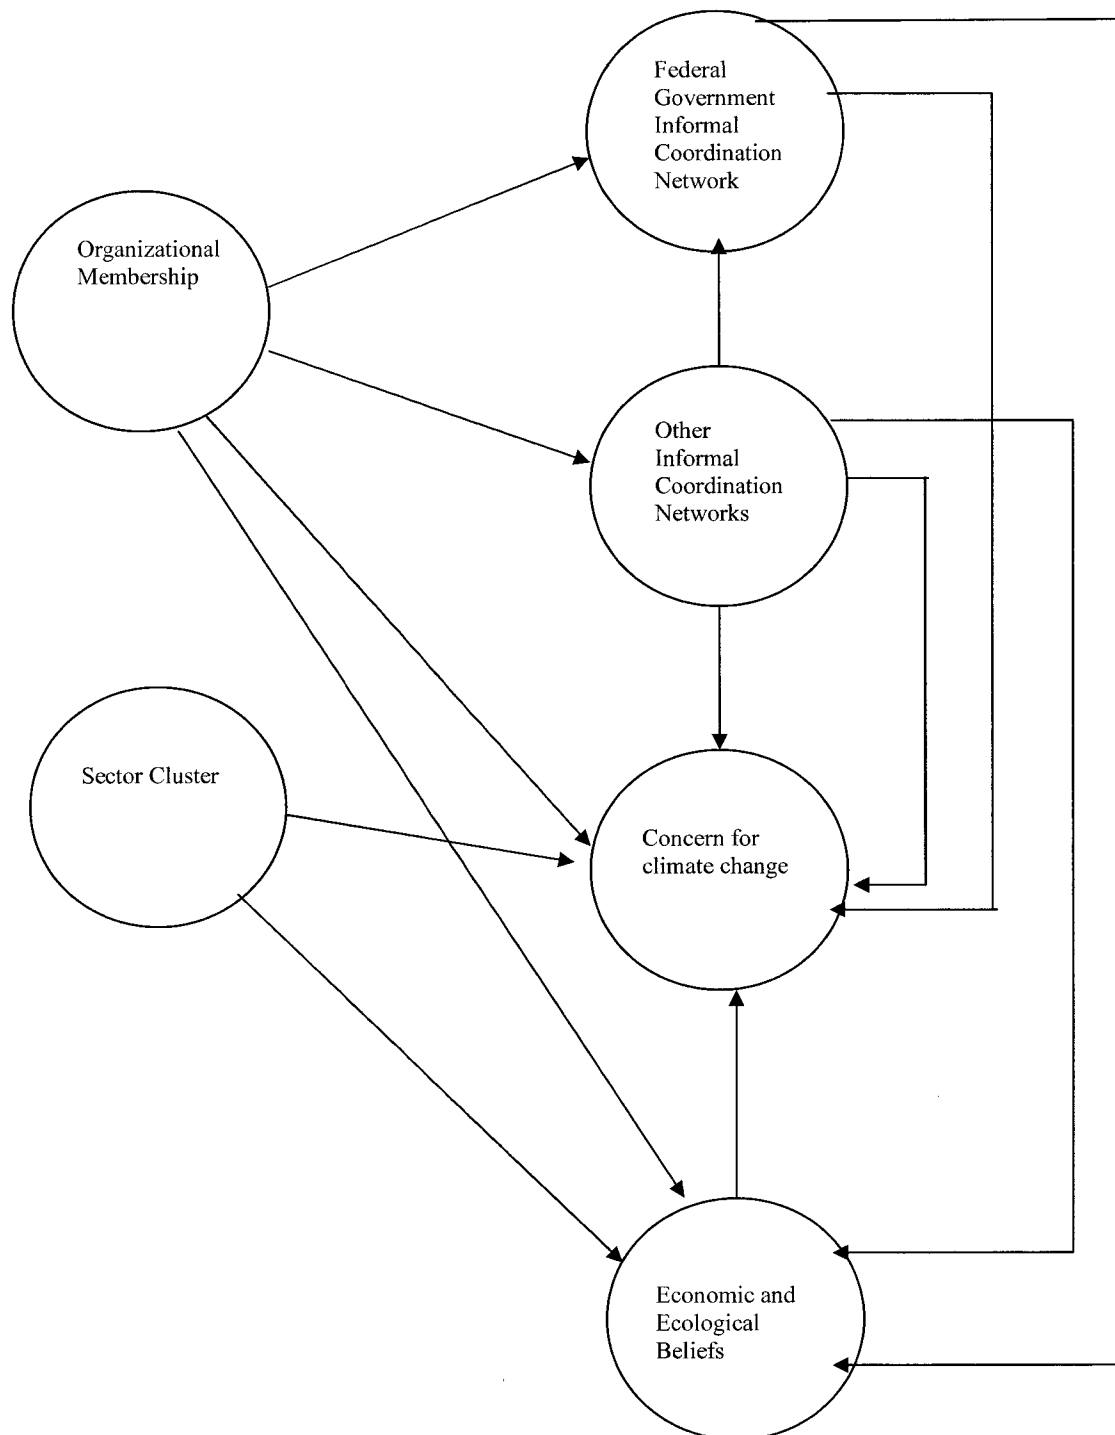 Federal
Government
Informal
Coordination
Network
Organizational
Membership
Other
Informal
Coordination
Networks
Sector Cluster
Concern for
climate change
Economic and
Ecological
Beliefs